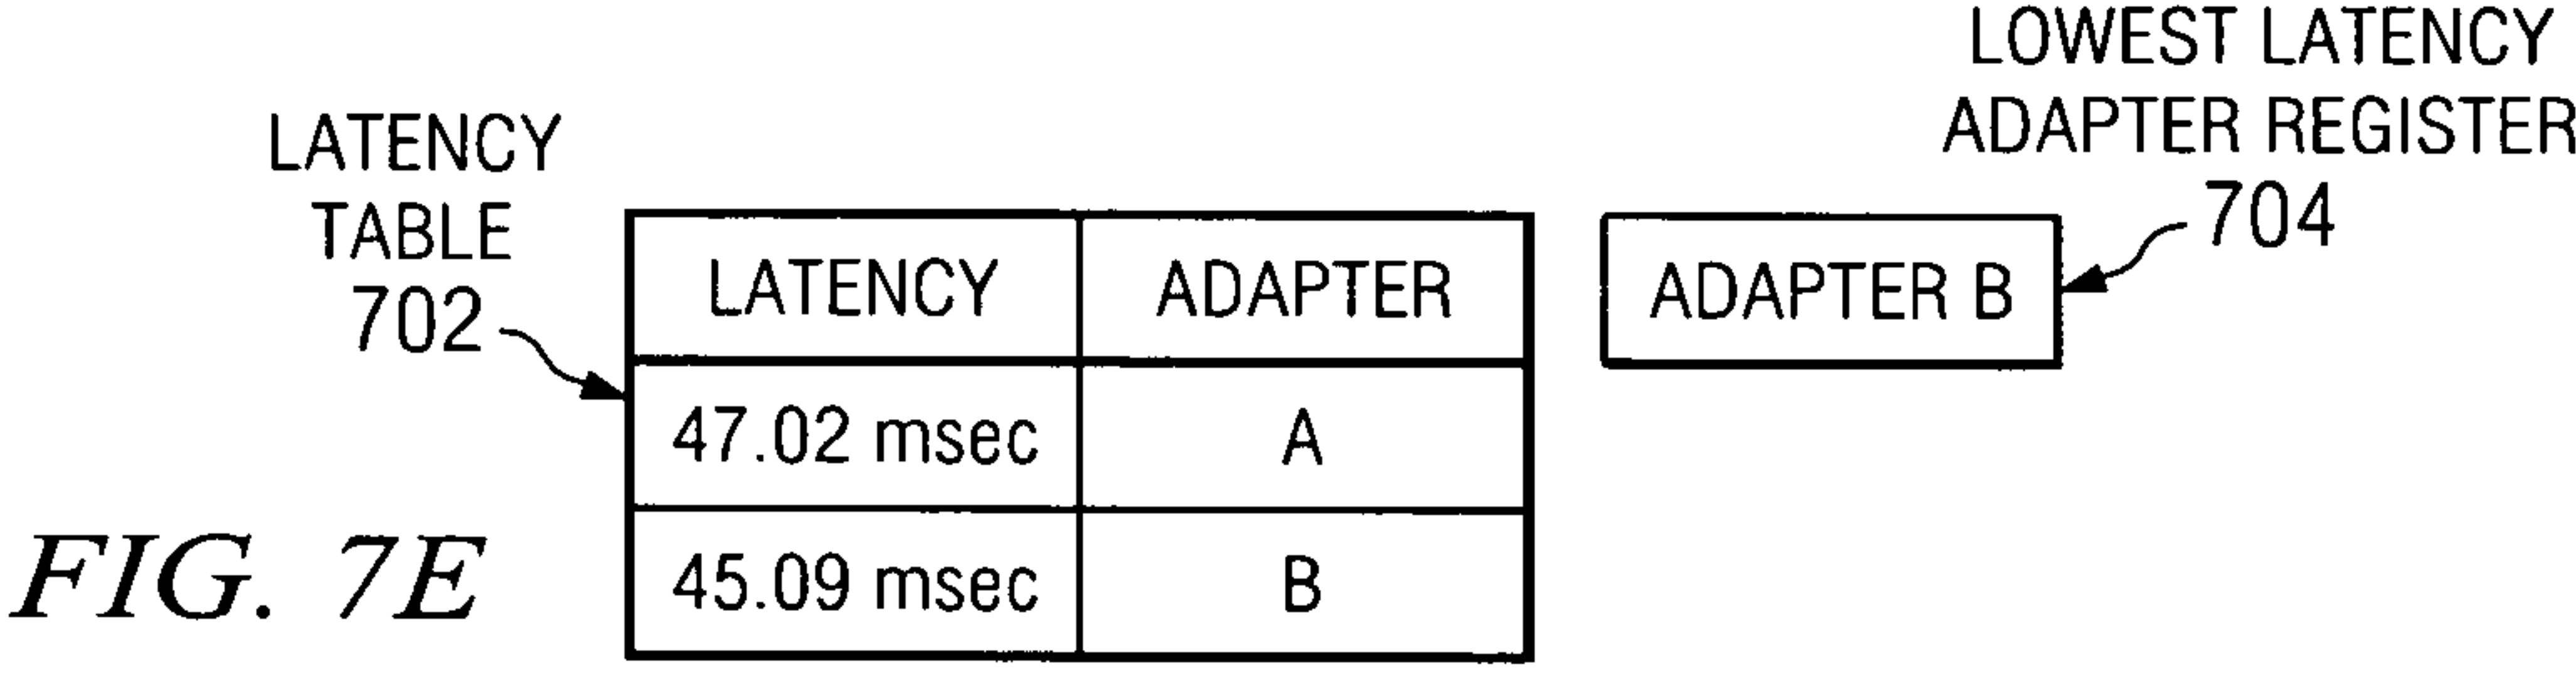 LOWEST LATENCY
ADAPTER REGISTER
704
LATENCY
TABLE
702
LATENCY ADAPTER
47.02 msec A
45.09 msec B
ADAPTER B
FIG. 7E